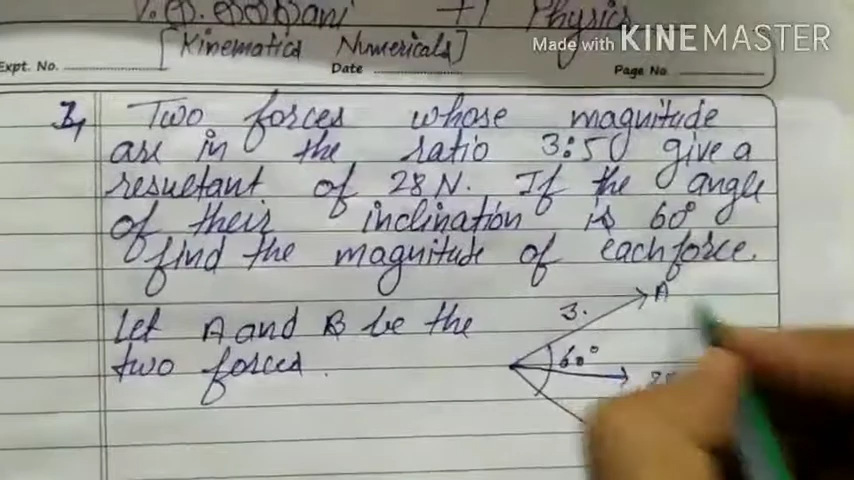 +1 Physics
[Kinematics Numericals]
Made with KINEMASTER
Expt. No.
Date
Page No.
1, Two forces whose magnitude
are in the ratio 3:50 give a
resultant of 28 N. If the angle
of their inclination is 60°
find the magnitude of each force.
Let A and B be the
two forces.
3.
A
60°